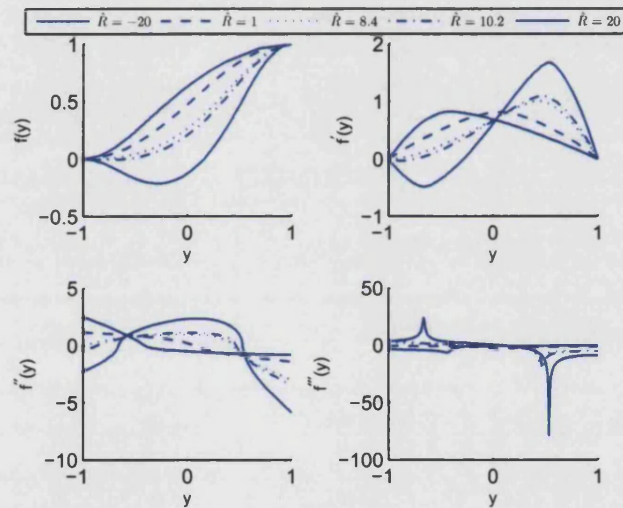 R̂ = −20 R̂ = 1 R̂ = 8.4 R̂ = 10.2 R̂ = 20
1
0.5
0
−0.5
f(y)
−1 0 1
y
2
1
0
−1
f′(y)
−1 0 1
y
5
0
−5
−10
f″(y)
−1 0 1
y
50
0
−50
−100
f‴(y)
−1 0 1
y